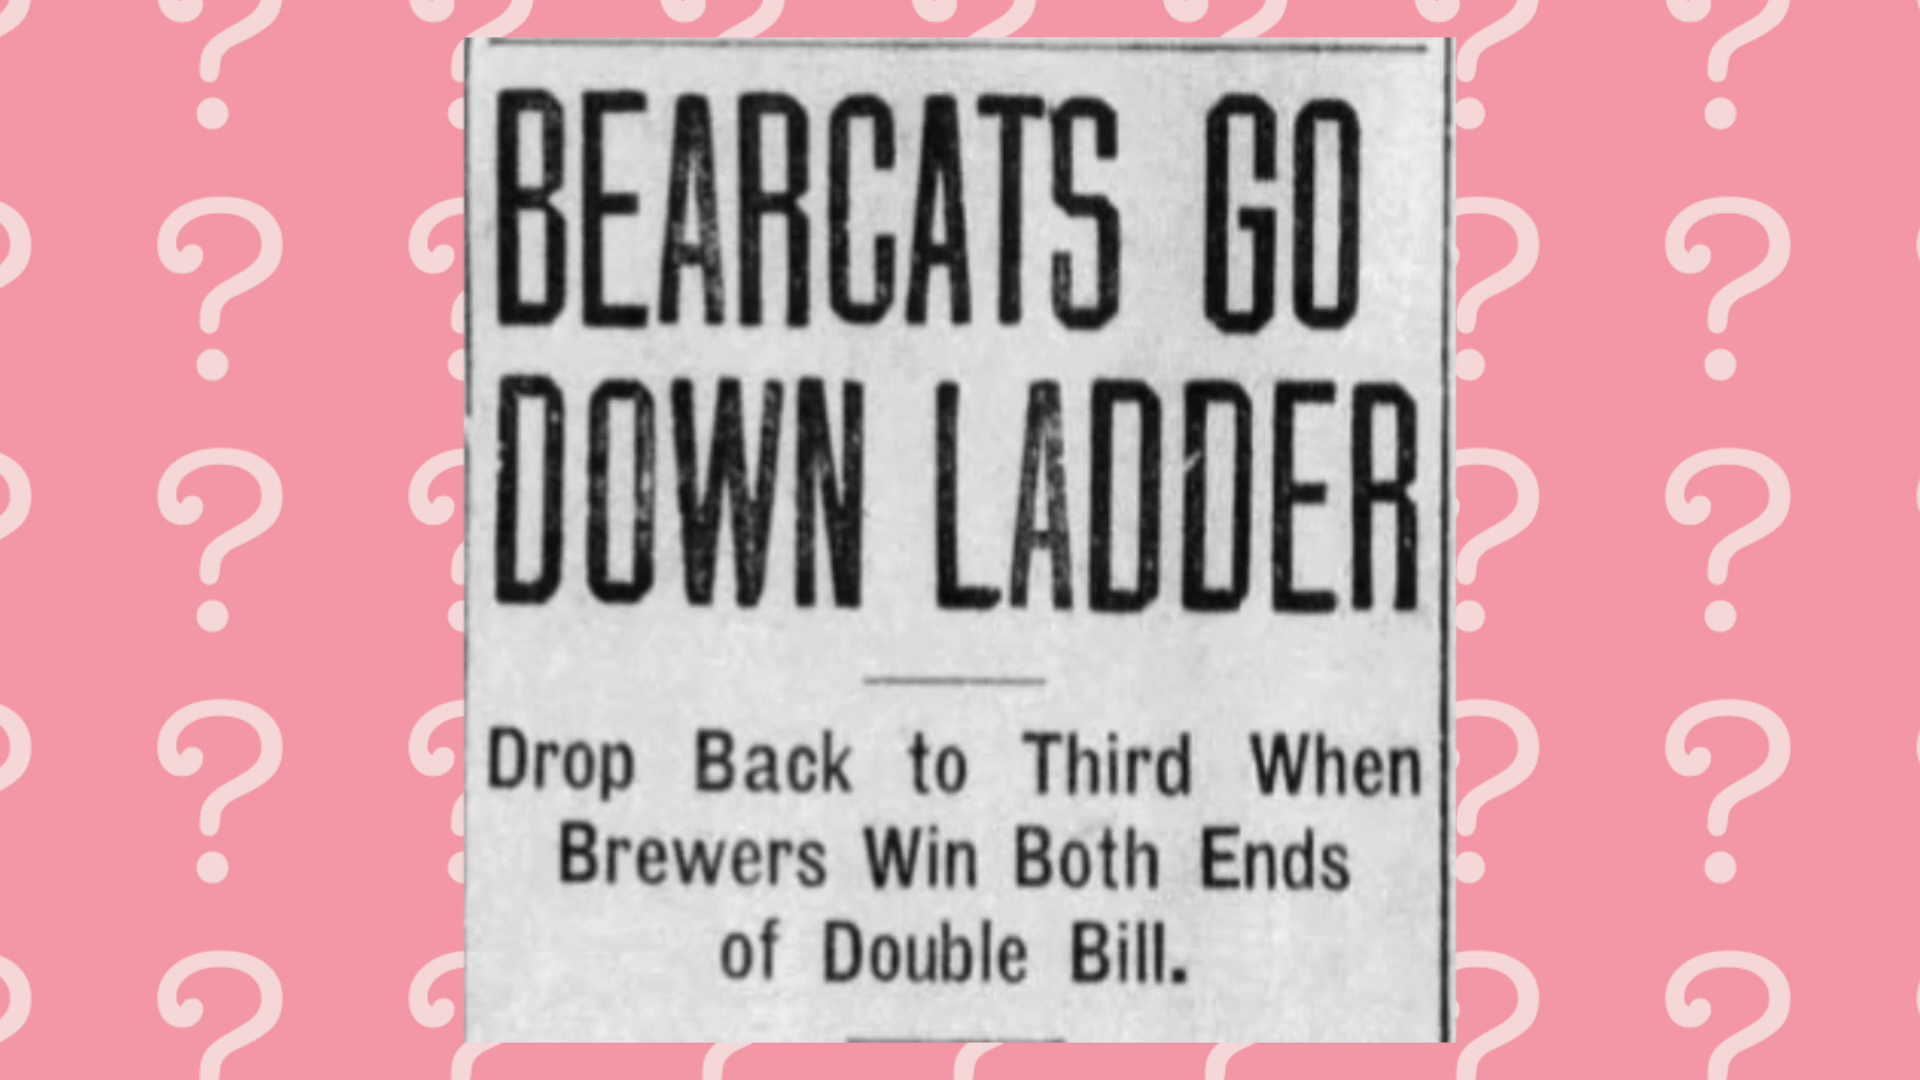 BEARCATS GO
DOWN LADDER
Drop Back to Third When
Brewers Win Both Ends
of Double Bill.